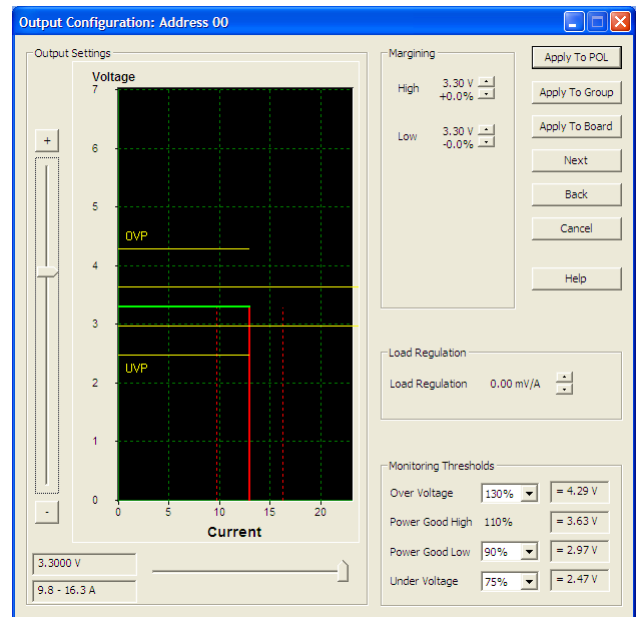 Output Configuration: Address 00
Output Settings
Voltage
7
6
5
4
3
2
1
0
OVP
UVP
0 5 10 15 20
Current
+
-
3.3000 V
9.8 - 16.3 A
Margining
High 3.30 V
+0.0%
Low 3.30 V
-0.0%
Apply To POL
Apply To Group
Apply To Board
Next
Back
Cancel
Help
Load Regulation
Load Regulation 0.00 mV/A
Monitoring Thresholds
Over Voltage 130% = 4.29 V
Power Good High 110% = 3.63 V
Power Good Low 90% = 2.97 V
Under Voltage 75% = 2.47 V